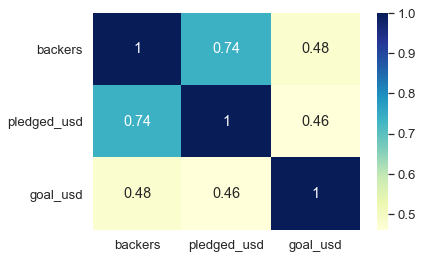 backers 1 0.74 0.48
pledged_usd 0.74 1 0.46
goal_usd 0.48 0.46 1
backers pledged_usd goal_usd
1.0
0.9
0.8
0.7
0.6
0.5